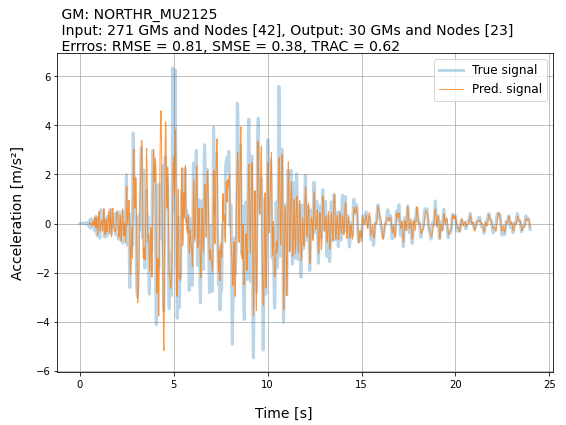 GM: NORTHR_MU2125
Input: 271 GMs and Nodes [42], Output: 30 GMs and Nodes [23]
Errros: RMSE = 0.81, SMSE = 0.38, TRAC = 0.62
True signal
Pred. signal
6
4
2
0
−2
−4
−6
Acceleration [m/s²]
0 5 10 15 20 25
Time [s]